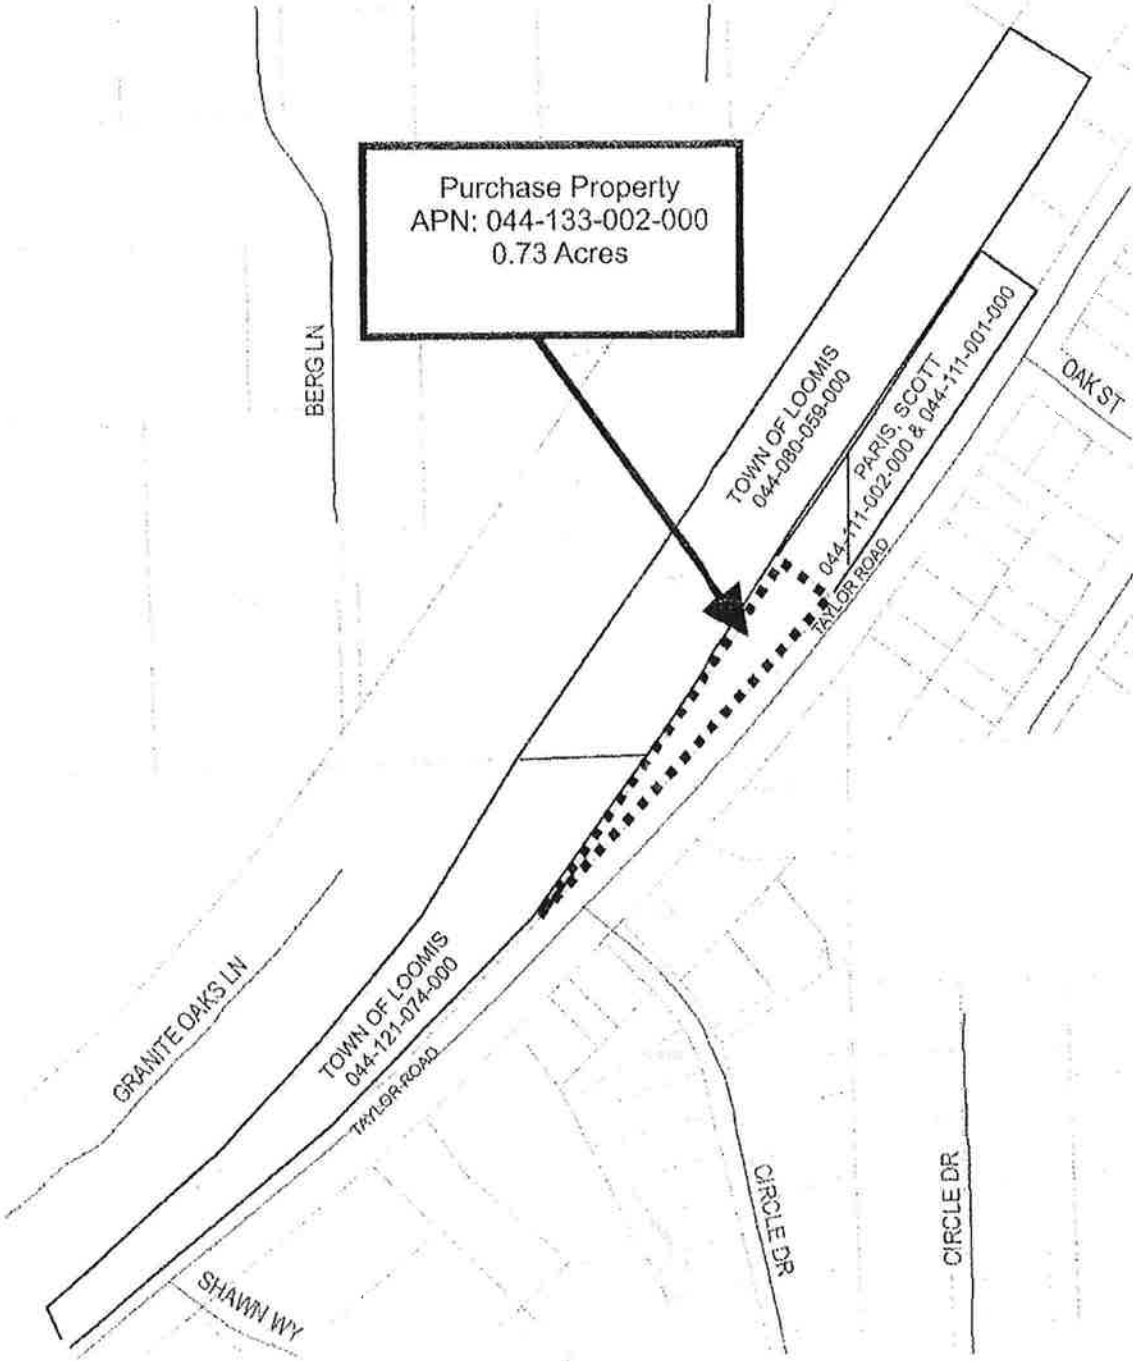 Purchase Property
APN: 044-133-002-000
0.73 Acres
BERG LN
TOWN OF LOOMIS
044-080-059-000
PARIS, SCOTT
044-111-002-000 & 044-111-001-000
OAK ST
TAYLOR ROAD
GRANITE OAKS LN
TOWN OF LOOMIS
044-121-074-000
TAYLOR ROAD
SHAWN WY
CIRCLE DR
CIRCLE DR